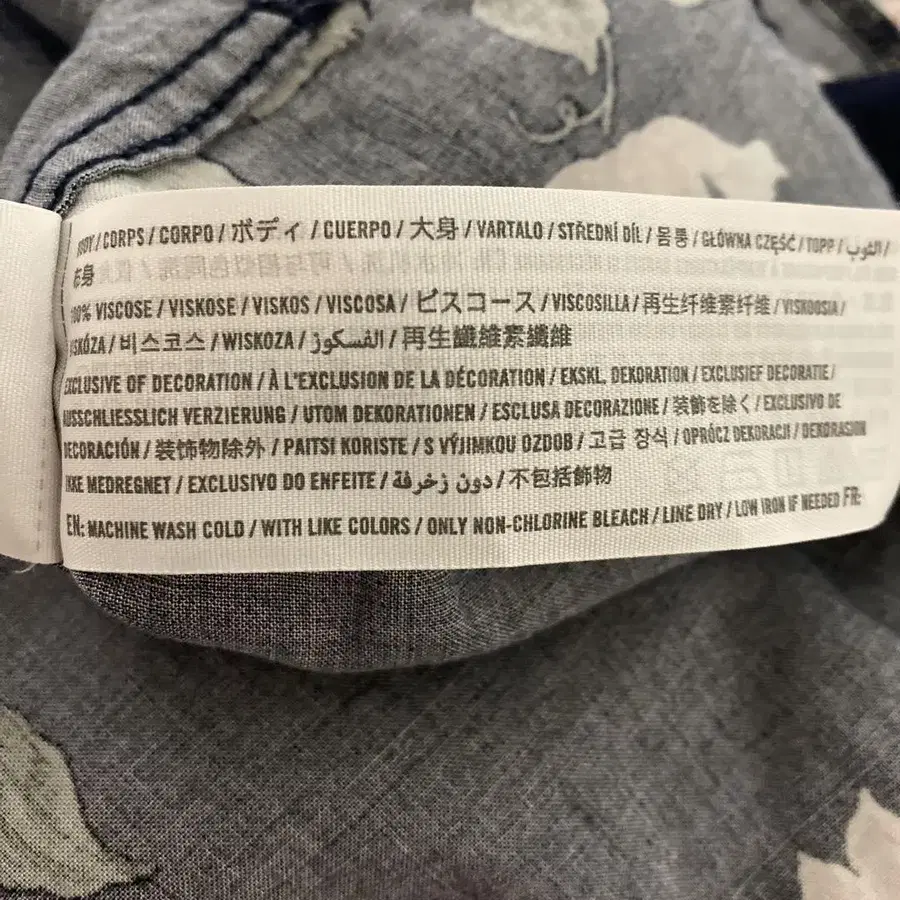 / CORPS / CORPO / ボディ / CUERPO / 大身 / VARTALO / STŘEDNÍ DÍL / 몸통 / GŁÓWNA CZĘŚĆ / TOPP / الثوب /
身
100% VISCOSE / VISKOSE / VISKOS / VISCOSA / ビスコース / VISCOSILLA / 再生纤维素纤维 / VISKOOSIA /
VISKÓZA / 비스코스 / WISKOZA / الفسكوز / 再生纖維素纖維
EXCLUSIVE OF DECORATION / À L'EXCLUSION DE LA DÉCORATION / EKSKL. DEKORATION / EXCLUSIEF DECORATIE /
AUSSCHLIESSLICH VERZIERUNG / UTOM DEKORATIONEN / ESCLUSA DECORAZIONE / 装飾を除く / EXCLUSIVO DE
DECORACIÓN / 装饰物除外 / PAITSI KORISTE / S VÝJIMKOU OZDOB / 고급 장식 / OPRÓCZ DEKORACJI / DEKORASJON
IKKE MEDREGNET / EXCLUSIVO DO ENFEITE / دون زخرفة / 不包括飾物
EN: MACHINE WASH COLD / WITH LIKE COLORS / ONLY NON-CHLORINE BLEACH / LINE DRY / LOW IRON IF NEEDED FR: